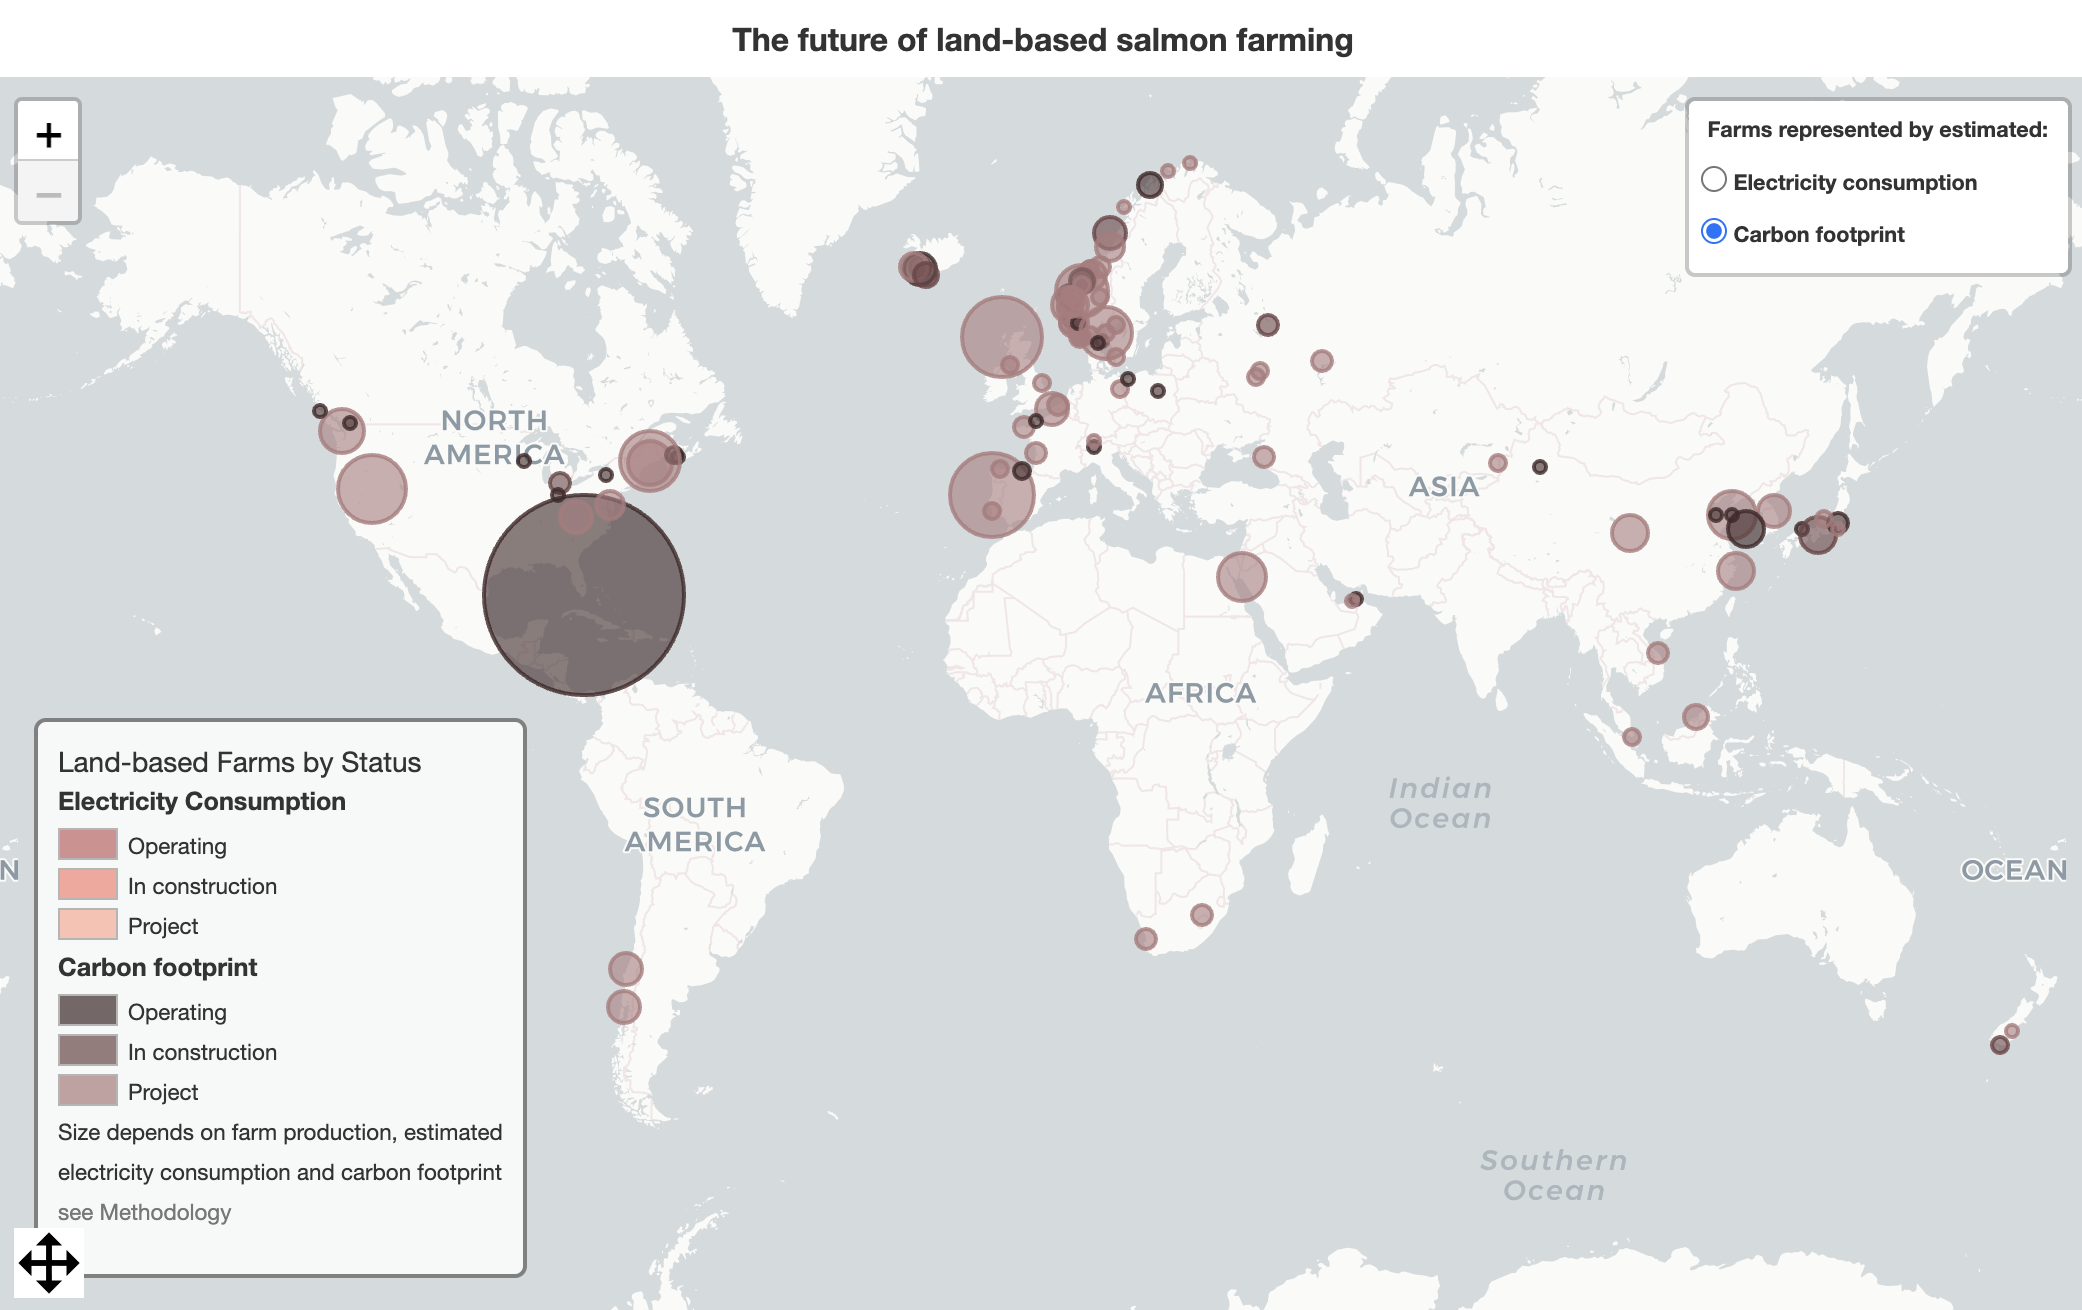 The future of land-based salmon farming
+
−
Farms represented by estimated:
Electricity consumption
Carbon footprint
NORTH
AMERICA
ASIA
AFRICA
SOUTH
AMERICA
Indian
Ocean
N
OCEAN
Southern
Ocean
Land-based Farms by Status
Electricity Consumption
Operating
In construction
Project
Carbon footprint
Operating
In construction
Project
Size depends on farm production, estimated
electricity consumption and carbon footprint
see Methodology